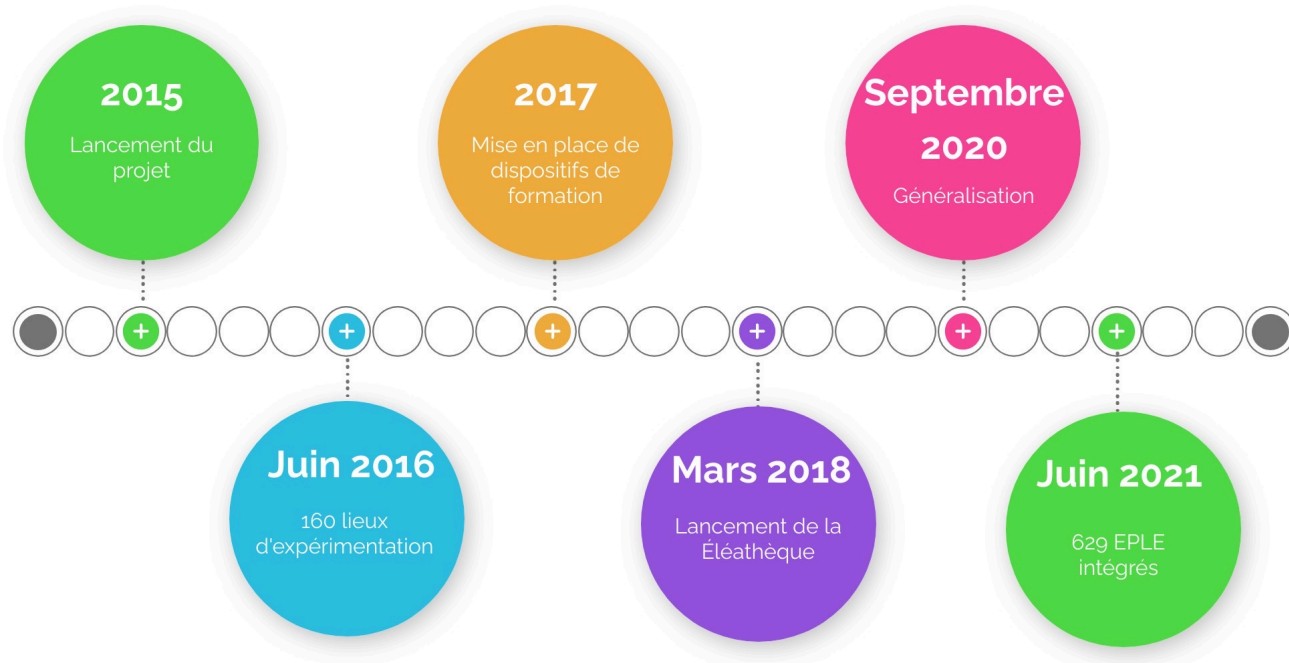 2015
Lancement du
projet
2017
Mise en place de
dispositifs de
formation
Septembre
2020
Généralisation
Juin 2016
160 lieux
d'expérimentation
Mars 2018
Lancement de la
Éléathèque
Juin 2021
629 EPLE
intégrés